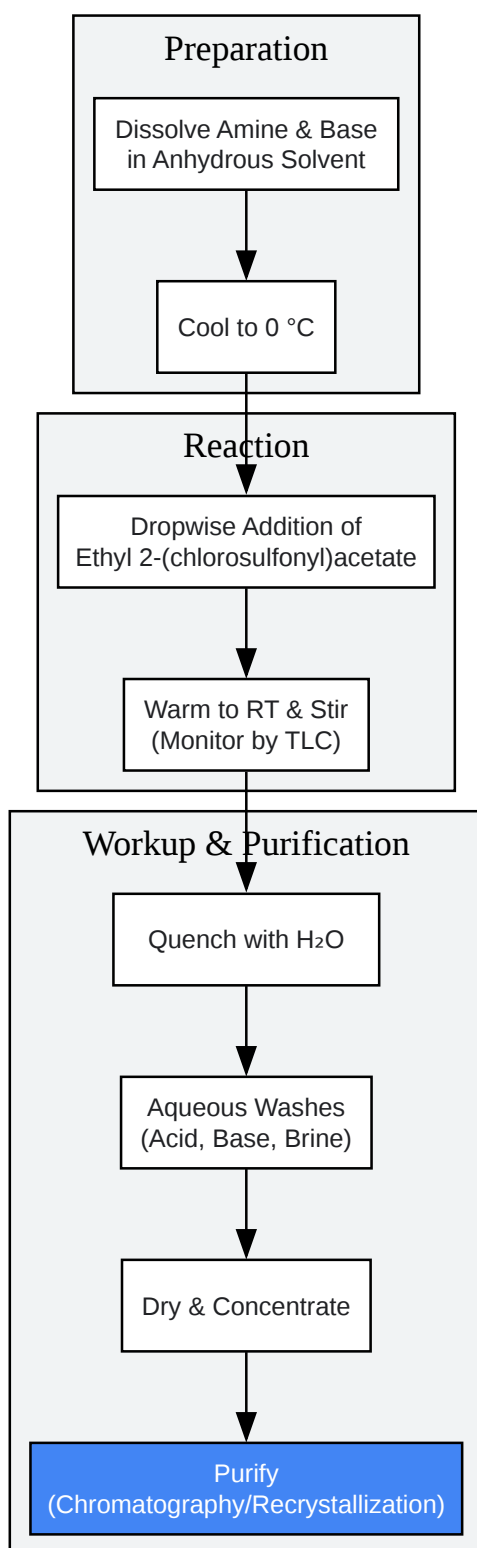 Preparation
Dissolve Amine & Base
in Anhydrous Solvent
Cool to 0 °C
Reaction
Dropwise Addition of
Ethyl 2-(chlorosulfonyl)acetate
Warm to RT & Stir
(Monitor by TLC)
Workup & Purification
Quench with H₂O
Aqueous Washes
(Acid, Base, Brine)
Dry & Concentrate
Purify
(Chromatography/Recrystallization)